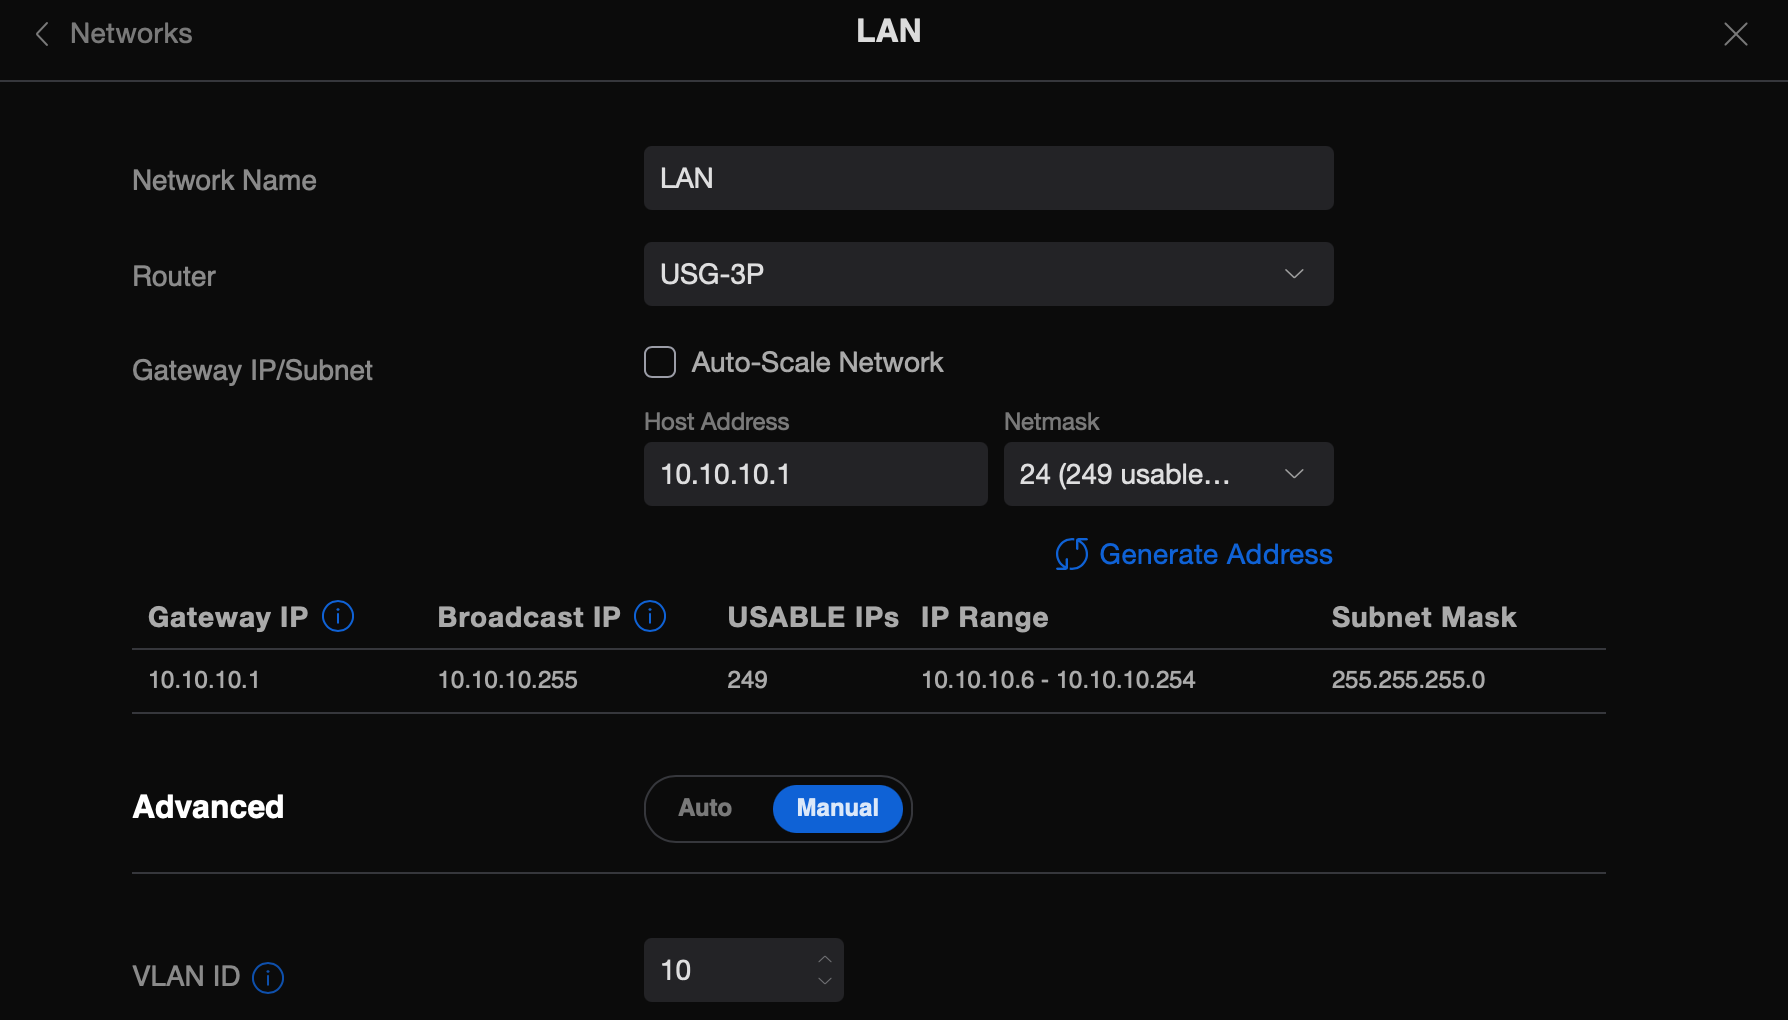 Networks
LAN
Network Name
LAN
Router
USG-3P
Gateway IP/Subnet
Auto-Scale Network
Host Address
Netmask
10.10.10.1
24 (249 usable...
Generate Address
Gateway IP Broadcast IP USABLE IPs IP Range Subnet Mask
10.10.10.1 10.10.10.255 249 10.10.10.6 - 10.10.10.254 255.255.255.0
Advanced
Auto Manual
VLAN ID
10